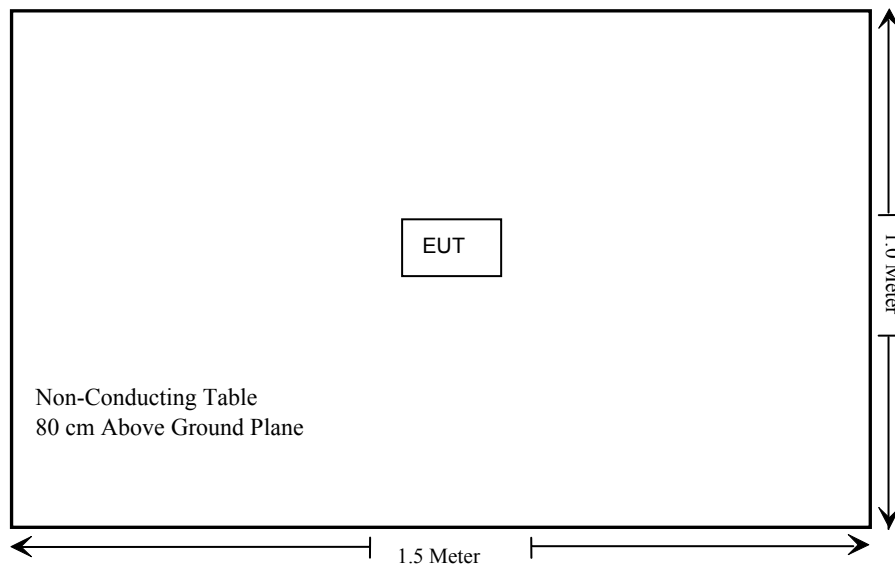 EUT
1.0 Meter
Non-Conducting Table
80 cm Above Ground Plane
1.5 Meter